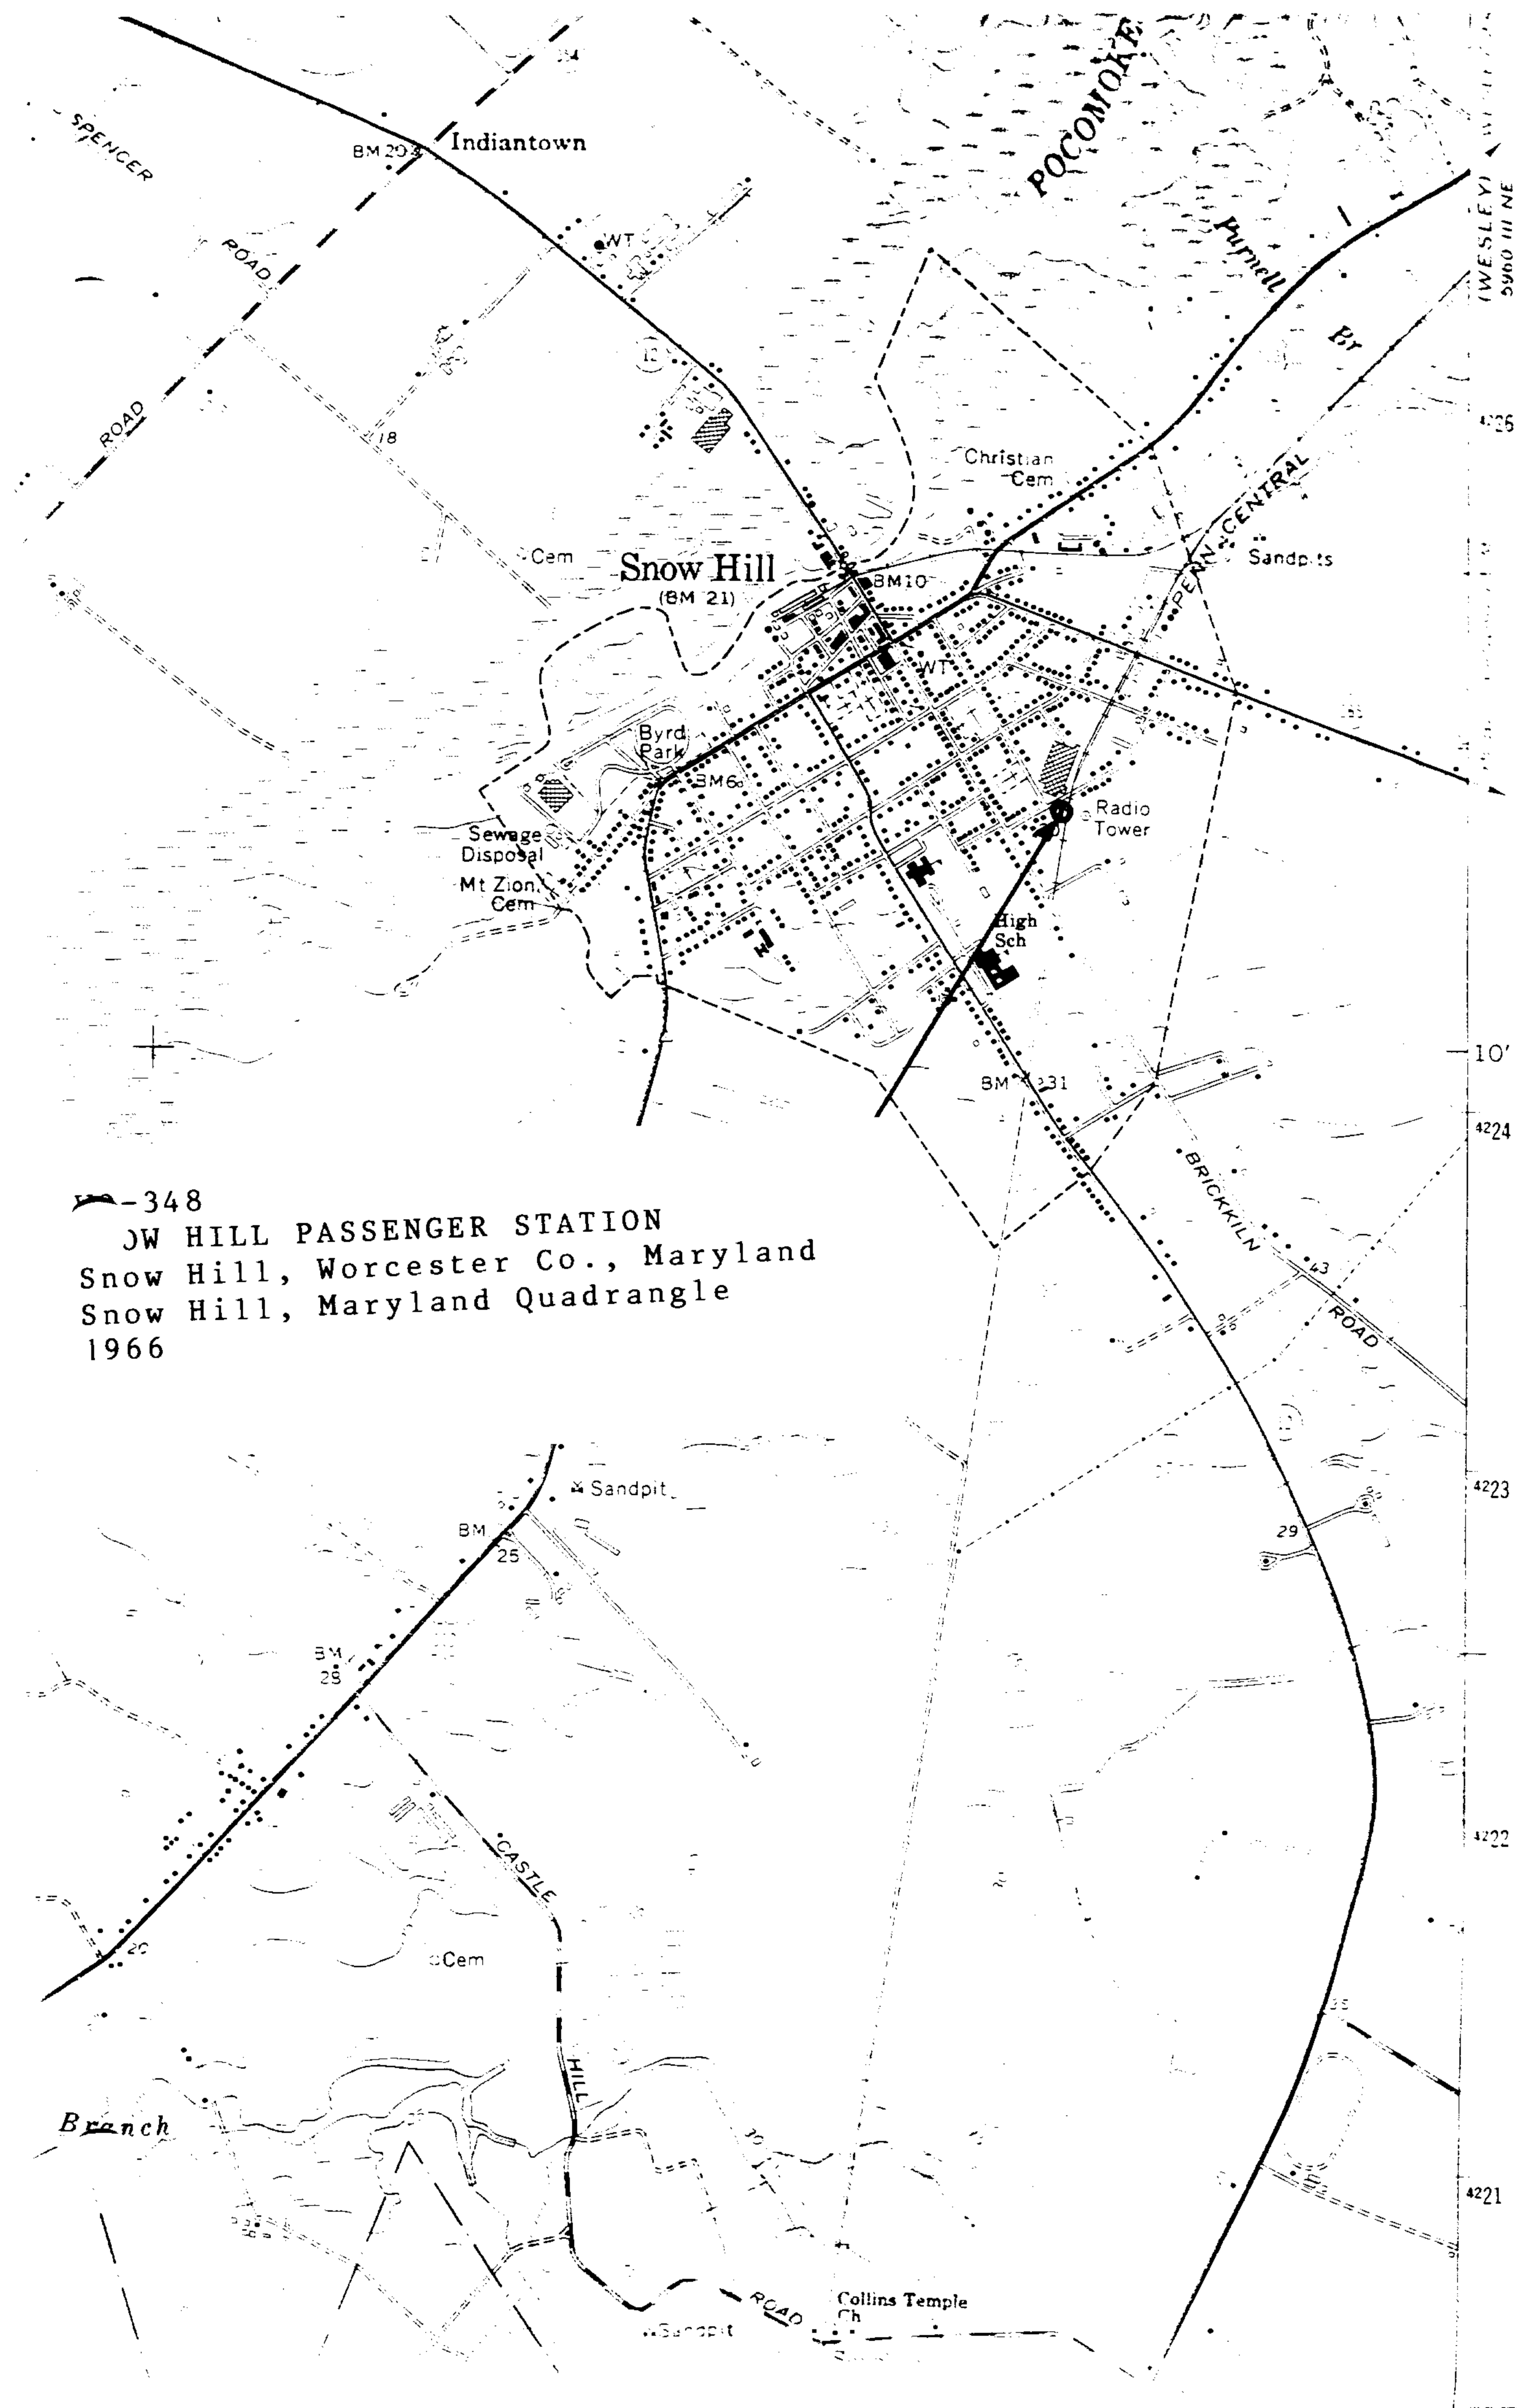 POCOMOKE
SPENCER
BM 20
Indiantown
ROAD
WT
Purnell
Br
(WESLEY)
5960 III NE
ROAD
18
Christian
Cem
PENN CENTRAL
Cem
Snow Hill
(BM 21)
BM10
Sandpits
WT
Byrd
Park
BM6
Radio
Tower
Sewage
Disposal
Mt Zion
Cem
High
Sch
10'
BM 31
4224
BRICKKILN
-348
OW HILL PASSENGER STATION
Snow Hill, Worcester Co., Maryland
Snow Hill, Maryland Quadrangle
1966
43
ROAD
Sandpit
4223
BM
25
29
BM
28
4222
CASTLE
20
Cem
HILL
Branch
4221
ROAD
Collins Temple
Ch
Sandpit